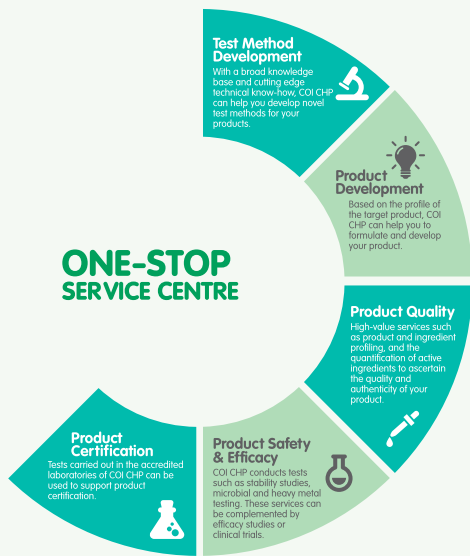 Test Method
Development
With a broad knowledge
base and cutting edge
technical know-how, COI CHP
can help you develop novel
test methods for your
products.
Product
Development
Based on the profile of
the target product, COI
CHP can help you to
formulate and develop
your product.
ONE-STOP
SERVICE CENTRE
Product Quality
High-value services such
as product and ingredient
profiling, and the
quantification of active
ingredients to ascertain
the quality and
authenticity of your
product.
Product Safety
& Efficacy
COI CHP conducts tests
such as stability studies,
microbial and heavy metal
testing. These services can
be complemented by
efficacy studies or
clinical trials.
Product
Certification
Tests carried out in the accredited
laboratories of COI CHP can be
used to support product
certification.